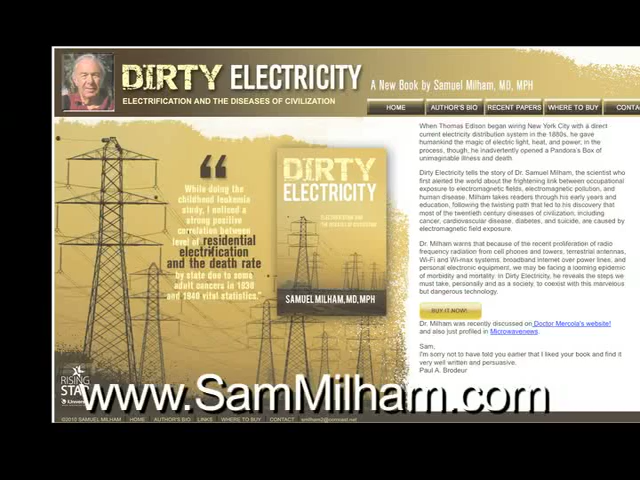 DIRTY ELECTRICITY
ELECTRIFICATION AND THE DISEASES OF CIVILIZATION
A New Book by Samuel Milham, MD, MPH
HOME AUTHOR'S BIO RECENT PAPERS WHERE TO BUY CONTA
When Thomas Edison began wiring New York City with a direct
current electricity distribution system in the 1880s, he gave
humankind the magic of electric light, heat, and power; in the
process, though, he inadvertently opened a Pandora's Box of
unimaginable illness and death.
Dirty Electricity tells the story of Dr. Samuel Milham, the scientist who
first alerted the world about the frightening link between occupational
exposure to electromagnetic fields, electromagnetic pollution, and
human disease. Milham takes readers through his early years and
education, following the twisting path that led to his discovery that
most of the twentieth century diseases of civilization, including
cancer, cardiovascular disease, diabetes, and suicide, are caused by
electromagnetic field exposure.
Dr. Milham warns that because of the recent proliferation of radio
frequency radiation from cell phones and towers, terrestrial antennas,
Wi-Fi and Wi-max systems, broadband internet over power lines, and
personal electronic equipment, we may be facing a looming epidemic
of morbidity and mortality. In Dirty Electricity, he reveals the steps we
must take, personally and as a society, to coexist with this marvelous
but dangerous technology.
BUY IT NOW!
Dr. Milham was recently discussed on Doctor Mercola's website!
and also just profiled in Microwavenews.
Sam,
I'm sorry not to have told you earlier that I liked your book and find it
very well written and persuasive.
Paul A. Brodeur
“
While doing the
childhood leukemia
study, I noticed a
strong positive
correlation between
level of residential
electrification
and the death rate
by state due to some
adult cancers in 1930
and 1940 vital statistics."
DIRTY
ELECTRICITY
ELECTRIFICATION AND
THE DISEASES OF CIVILIZATION
SAMUEL MILHAM, MD, MPH
RISING
STAR
www.SamMilham.com
©2010 SAMUEL MILHAM HOME AUTHOR'S BIO LINKS WHERE TO BUY CONTACT